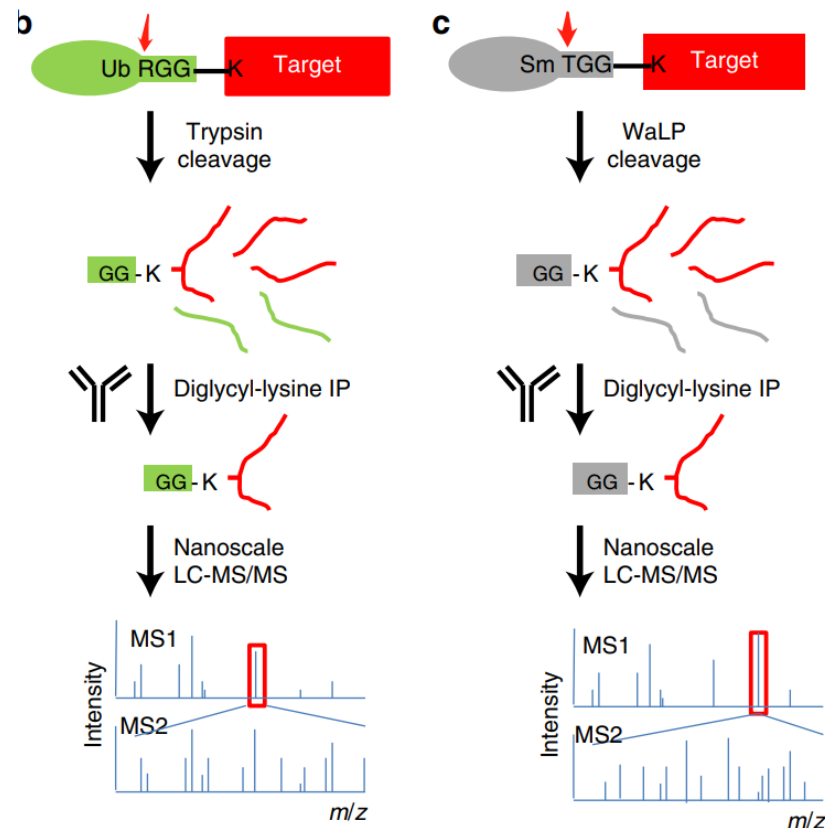 b
Ub RGG K Target
Trypsin
cleavage
GG - K
Diglycyl-lysine IP
GG - K
Nanoscale
LC-MS/MS
MS1
Intensity
MS2
m/z
c
Sm TGG K Target
WaLP
cleavage
GG - K
Diglycyl-lysine IP
GG - K
Nanoscale
LC-MS/MS
MS1
Intensity
MS2
m/z